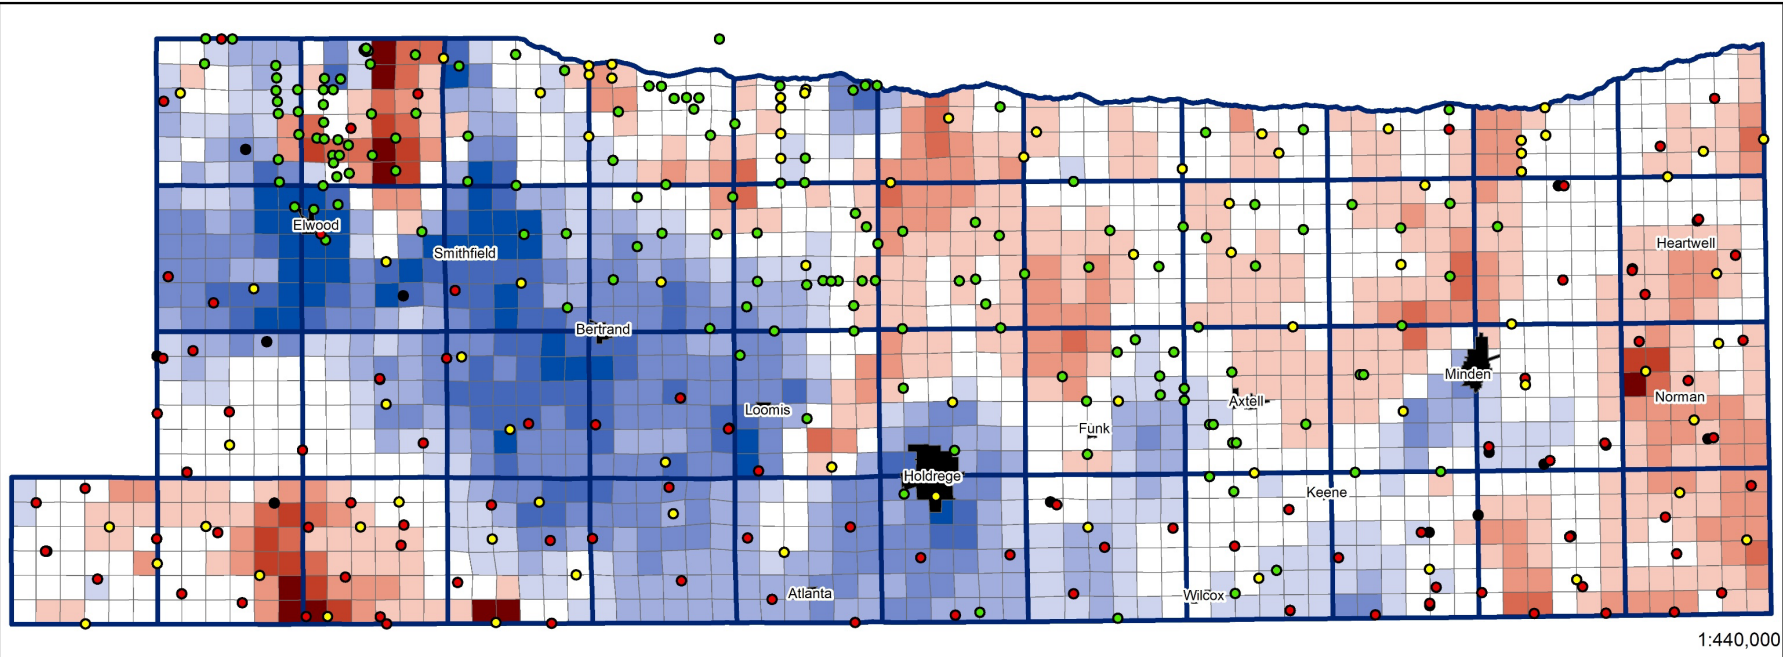 Elwood
Smithfield
Heartwell
Bertrand
Minden
Norman
Loomis
Axtell
Funk
Holdrege
Keene
Atlanta
Wilcox
1:440,000